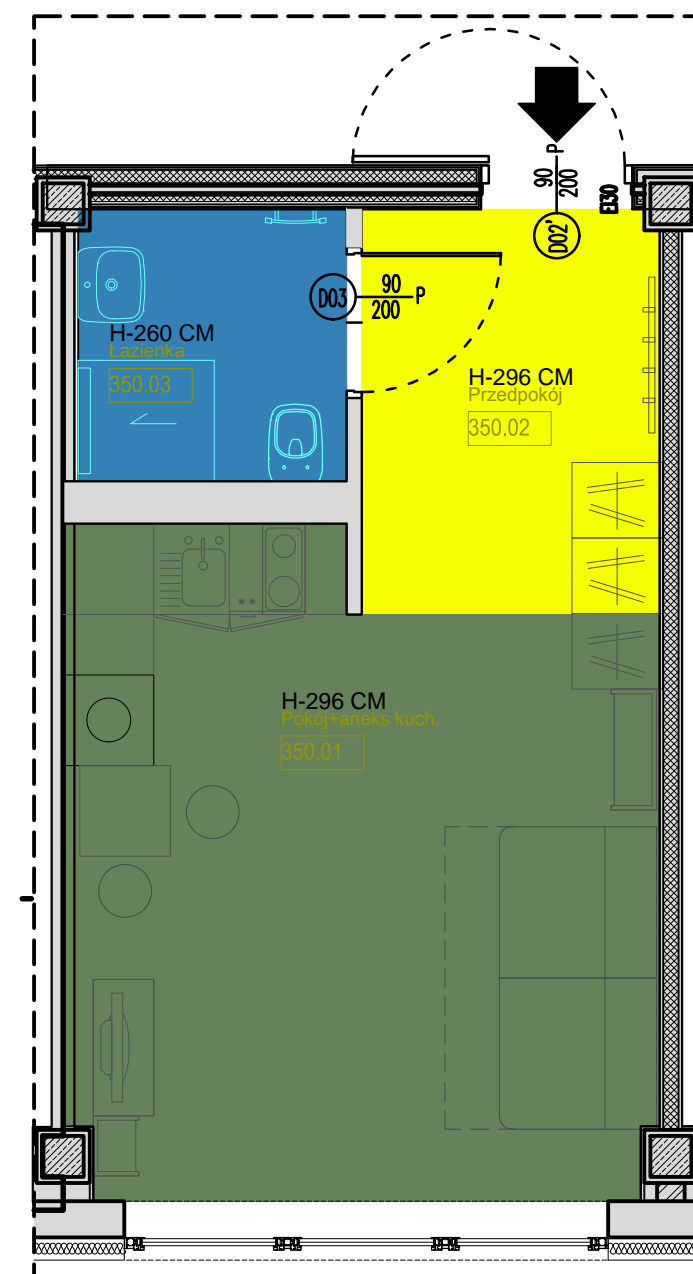 90
200
P
EI30
D02'
D03
90
200
P
H-260 CM
Łazienka
350.03
H-296 CM
Przedpokój
350.02
H-296 CM
Pokój+aneks kuch.
350.01